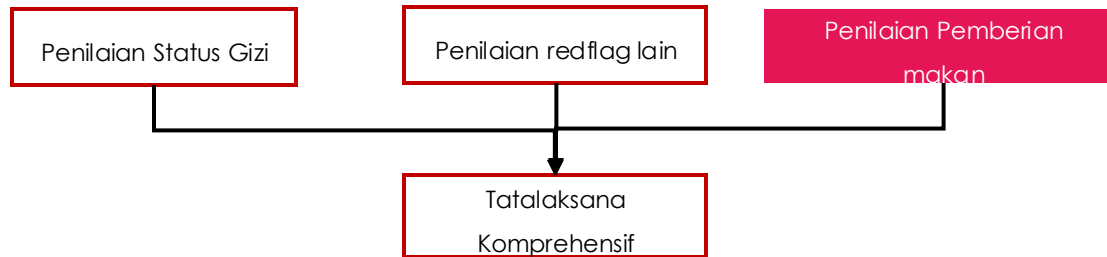 Penilaian Status Gizi
Penilaian redflag lain
Penilaian Pemberian
makan
Tatalaksana
Komprehensif